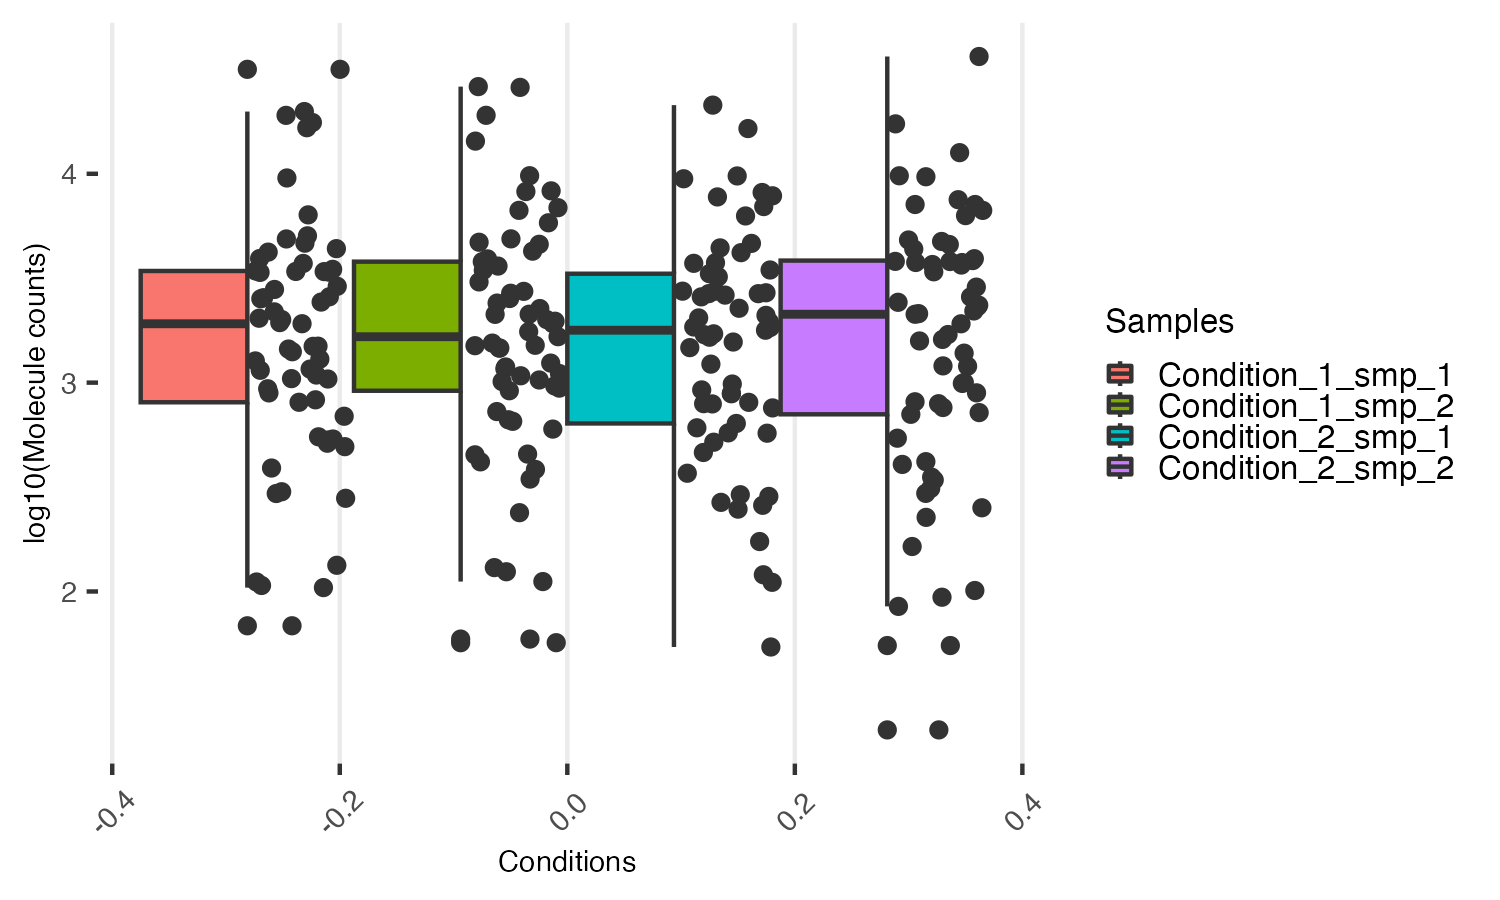 log10(Molecule counts)
4
3
2
-0.4
-0.2
0.0
0.2
0.4
Conditions
Samples
Condition_1_smp_1
Condition_1_smp_2
Condition_2_smp_1
Condition_2_smp_2